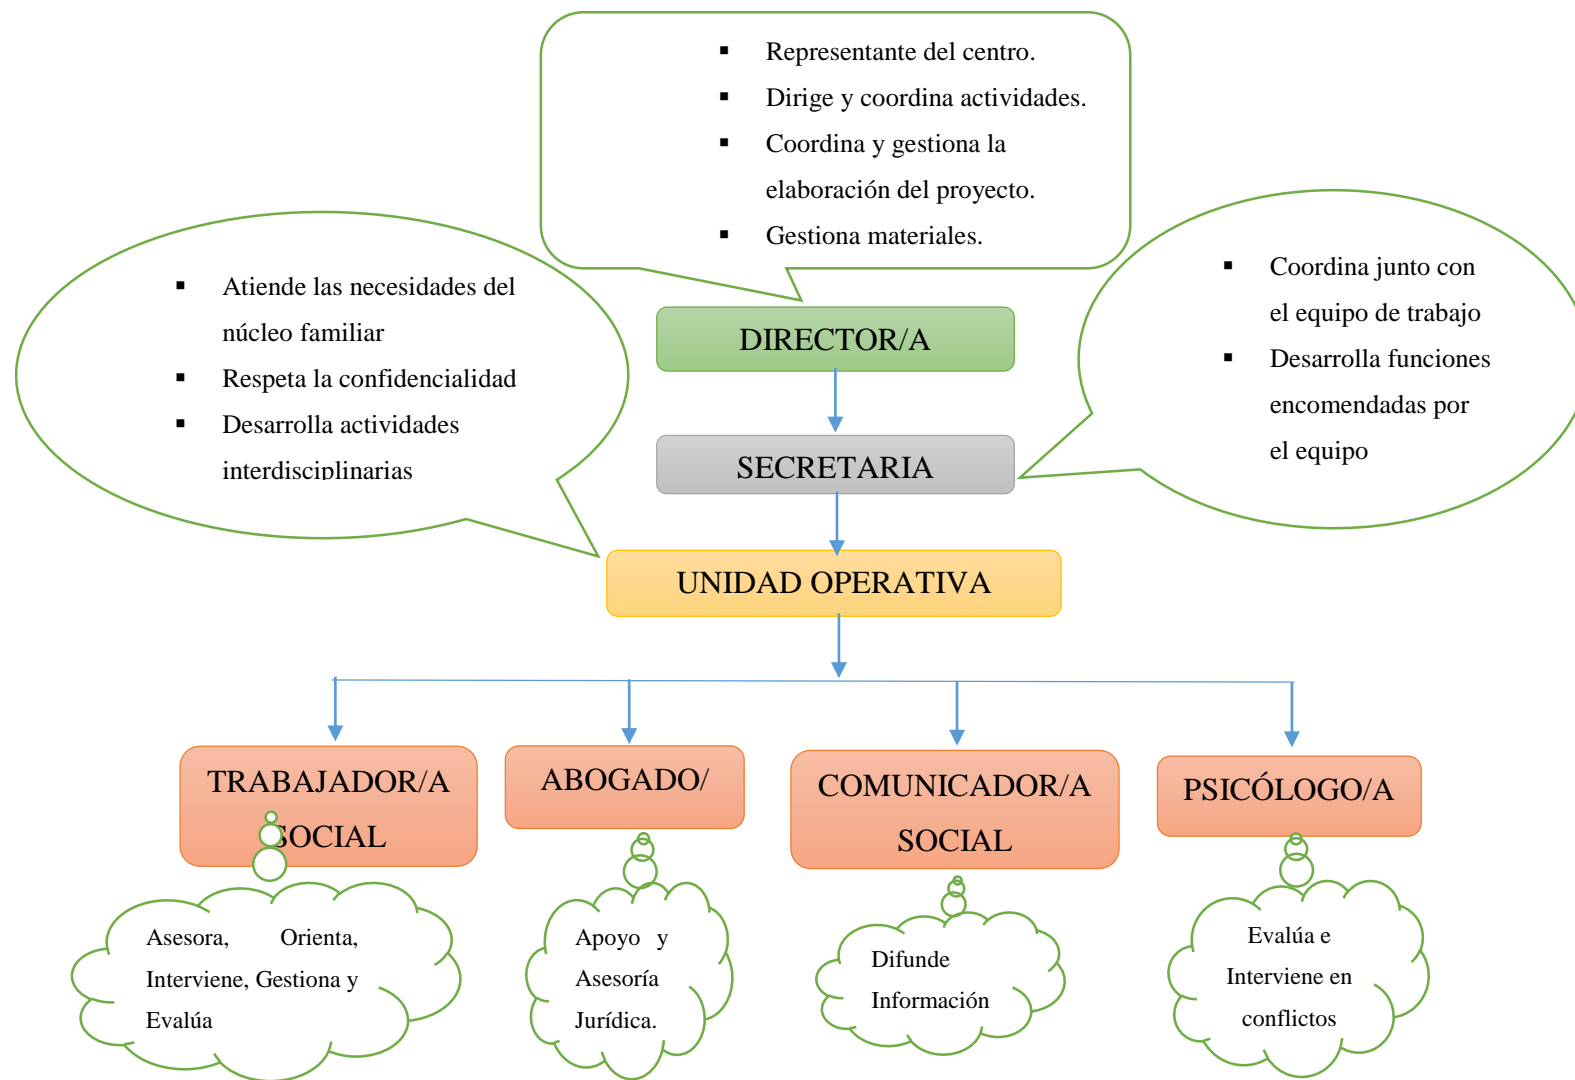 ▪ Representante del centro.
▪ Dirige y coordina actividades.
▪ Coordina y gestiona la
elaboración del proyecto.
▪ Gestiona materiales.
▪ Atiende las necesidades del
núcleo familiar
▪ Respeta la confidencialidad
▪ Desarrolla actividades
interdisciplinarias
▪ Coordina junto con
el equipo de trabajo
▪ Desarrolla funciones
encomendadas por
el equipo
DIRECTOR/A
SECRETARIA
UNIDAD OPERATIVA
TRABAJADOR/A
SOCIAL
ABOGADO/
COMUNICADOR/A
SOCIAL
PSICÓLOGO/A
Asesora, Orienta,
Interviene, Gestiona y
Evalúa
Apoyo y
Asesoría
Jurídica.
Difunde
Información
Evalúa e
Interviene en
conflictos